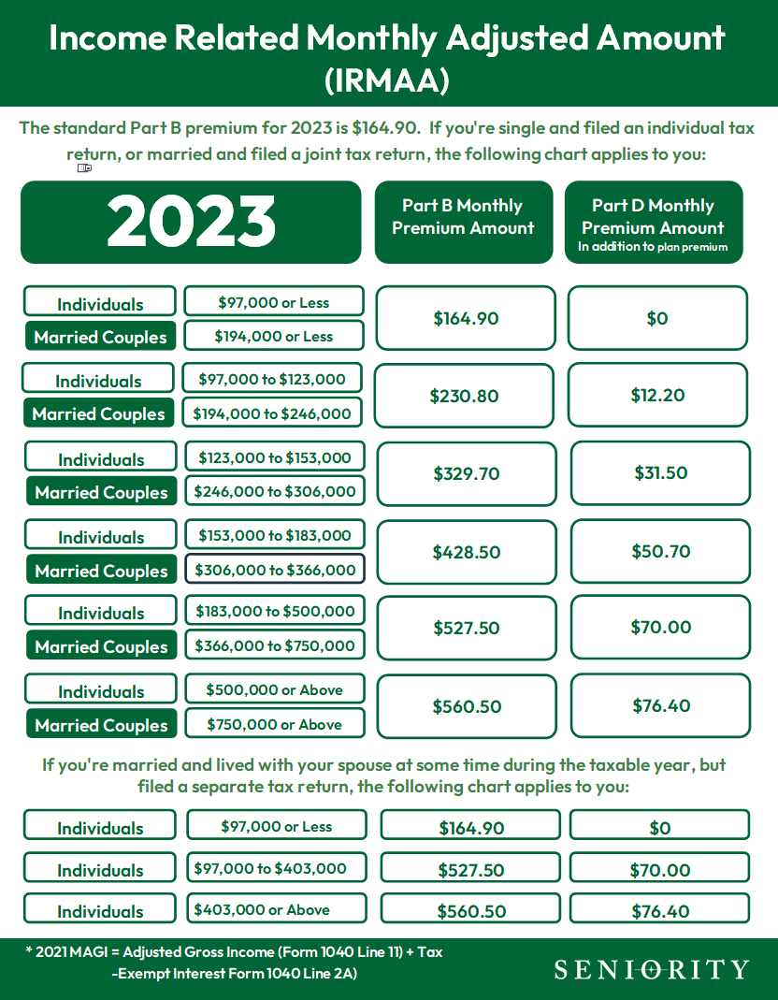 Income Related Monthly Adjusted Amount
(IRMAA)
The standard Part B premium for 2023 is $164.90. If you're single and filed an individual tax
return, or married and filed a joint tax return, the following chart applies to you:
2023
Part B Monthly
Premium Amount
Part D Monthly
Premium Amount
In addition to plan premium
Individuals $97,000 or Less
$164.90 $0
Married Couples $194,000 or Less
Individuals $97,000 to $123,000
$230.80 $12.20
Married Couples $194,000 to $246,000
Individuals $123,000 to $153,000
$329.70 $31.50
Married Couples $246,000 to $306,000
Individuals $153,000 to $183,000
$428.50 $50.70
Married Couples $306,000 to $366,000
Individuals $183,000 to $500,000
$527.50 $70.00
Married Couples $366,000 to $750,000
Individuals $500,000 or Above
$560.50 $76.40
Married Couples $750,000 or Above
If you're married and lived with your spouse at some time during the taxable year, but
filed a separate tax return, the following chart applies to you:
Individuals $97,000 or Less $164.90 $0
Individuals $97,000 to $403,000 $527.50 $70.00
Individuals $403,000 or Above $560.50 $76.40
* 2021 MAGI = Adjusted Gross Income (Form 1040 Line 11) + Tax
-Exempt Interest Form 1040 Line 2A)
SENIORITY